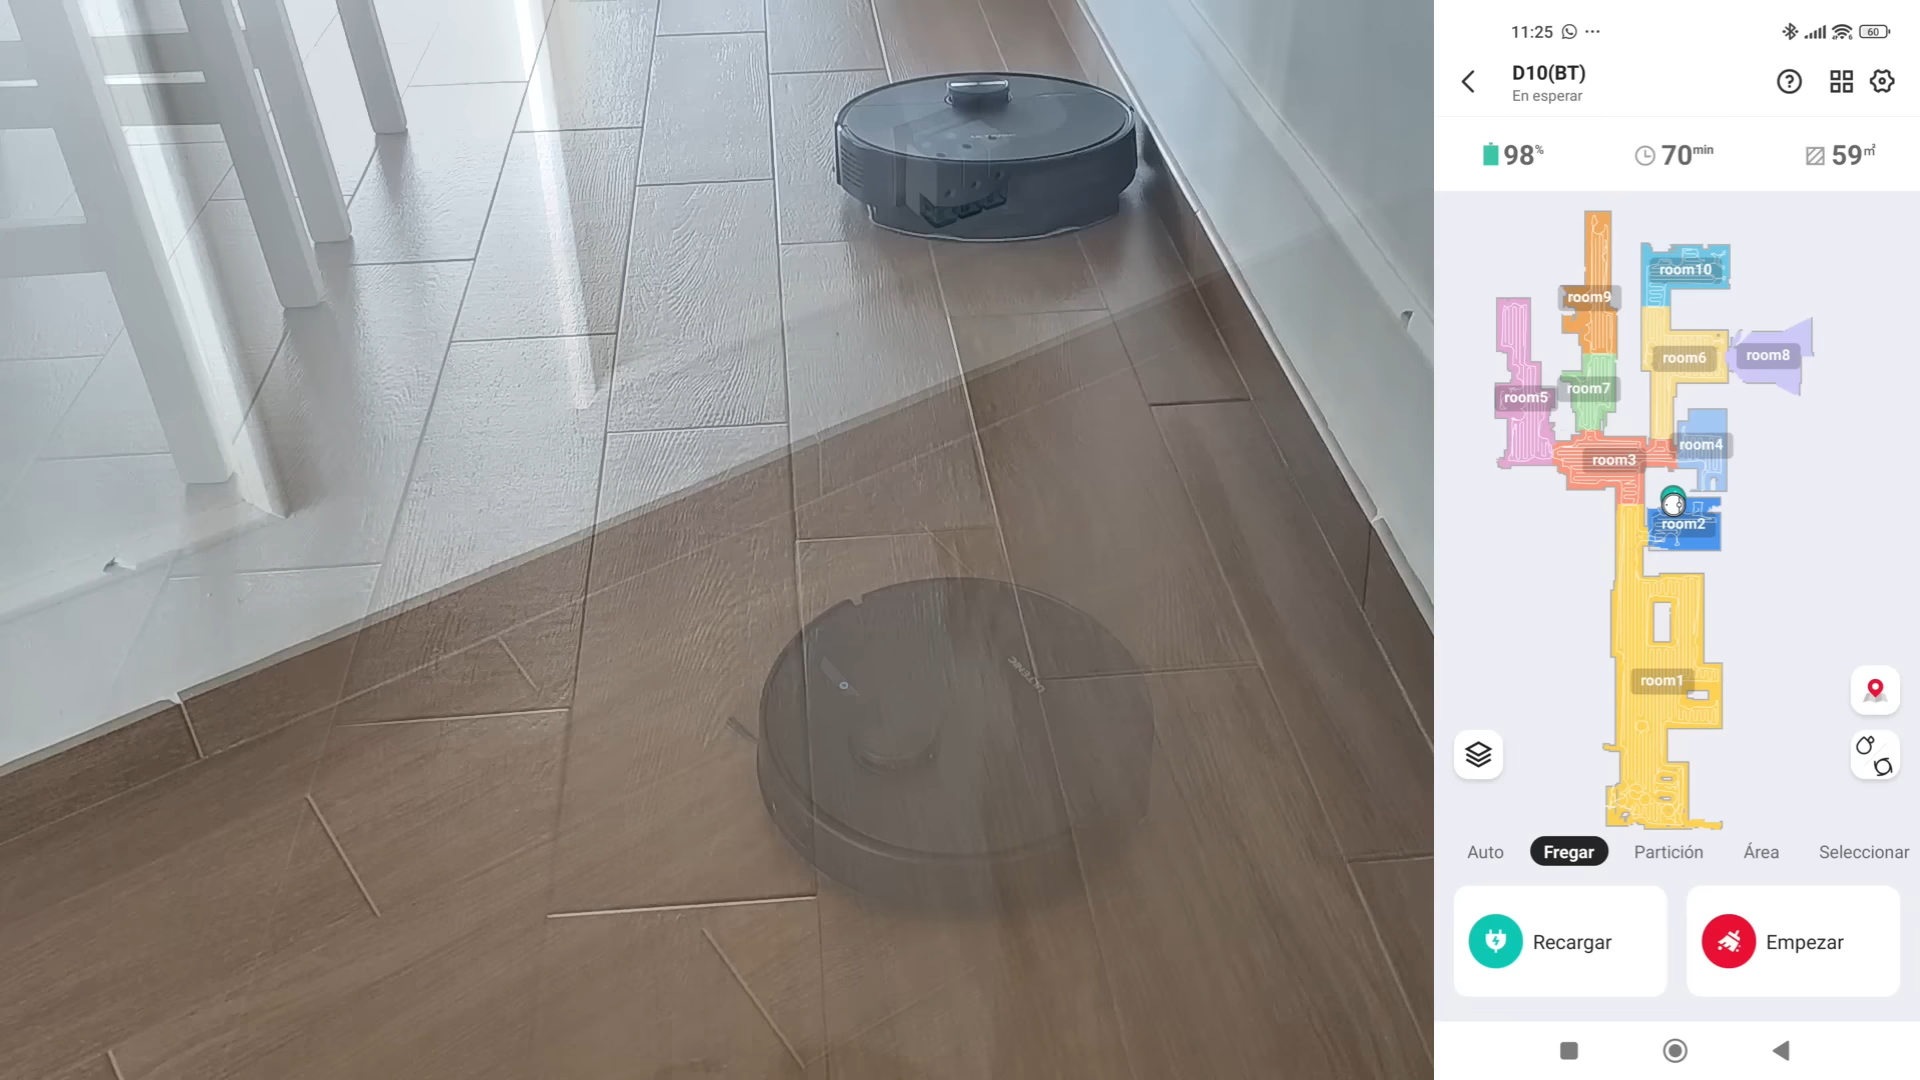 11:25
60
D10(BT)
En esperar
98%
70min
59㎡
room10
room9
room6
room8
room7
room5
room4
room3
room2
room1
Auto
Fregar
Partición
Área
Seleccionar
Recargar
Empezar
ULTENIC